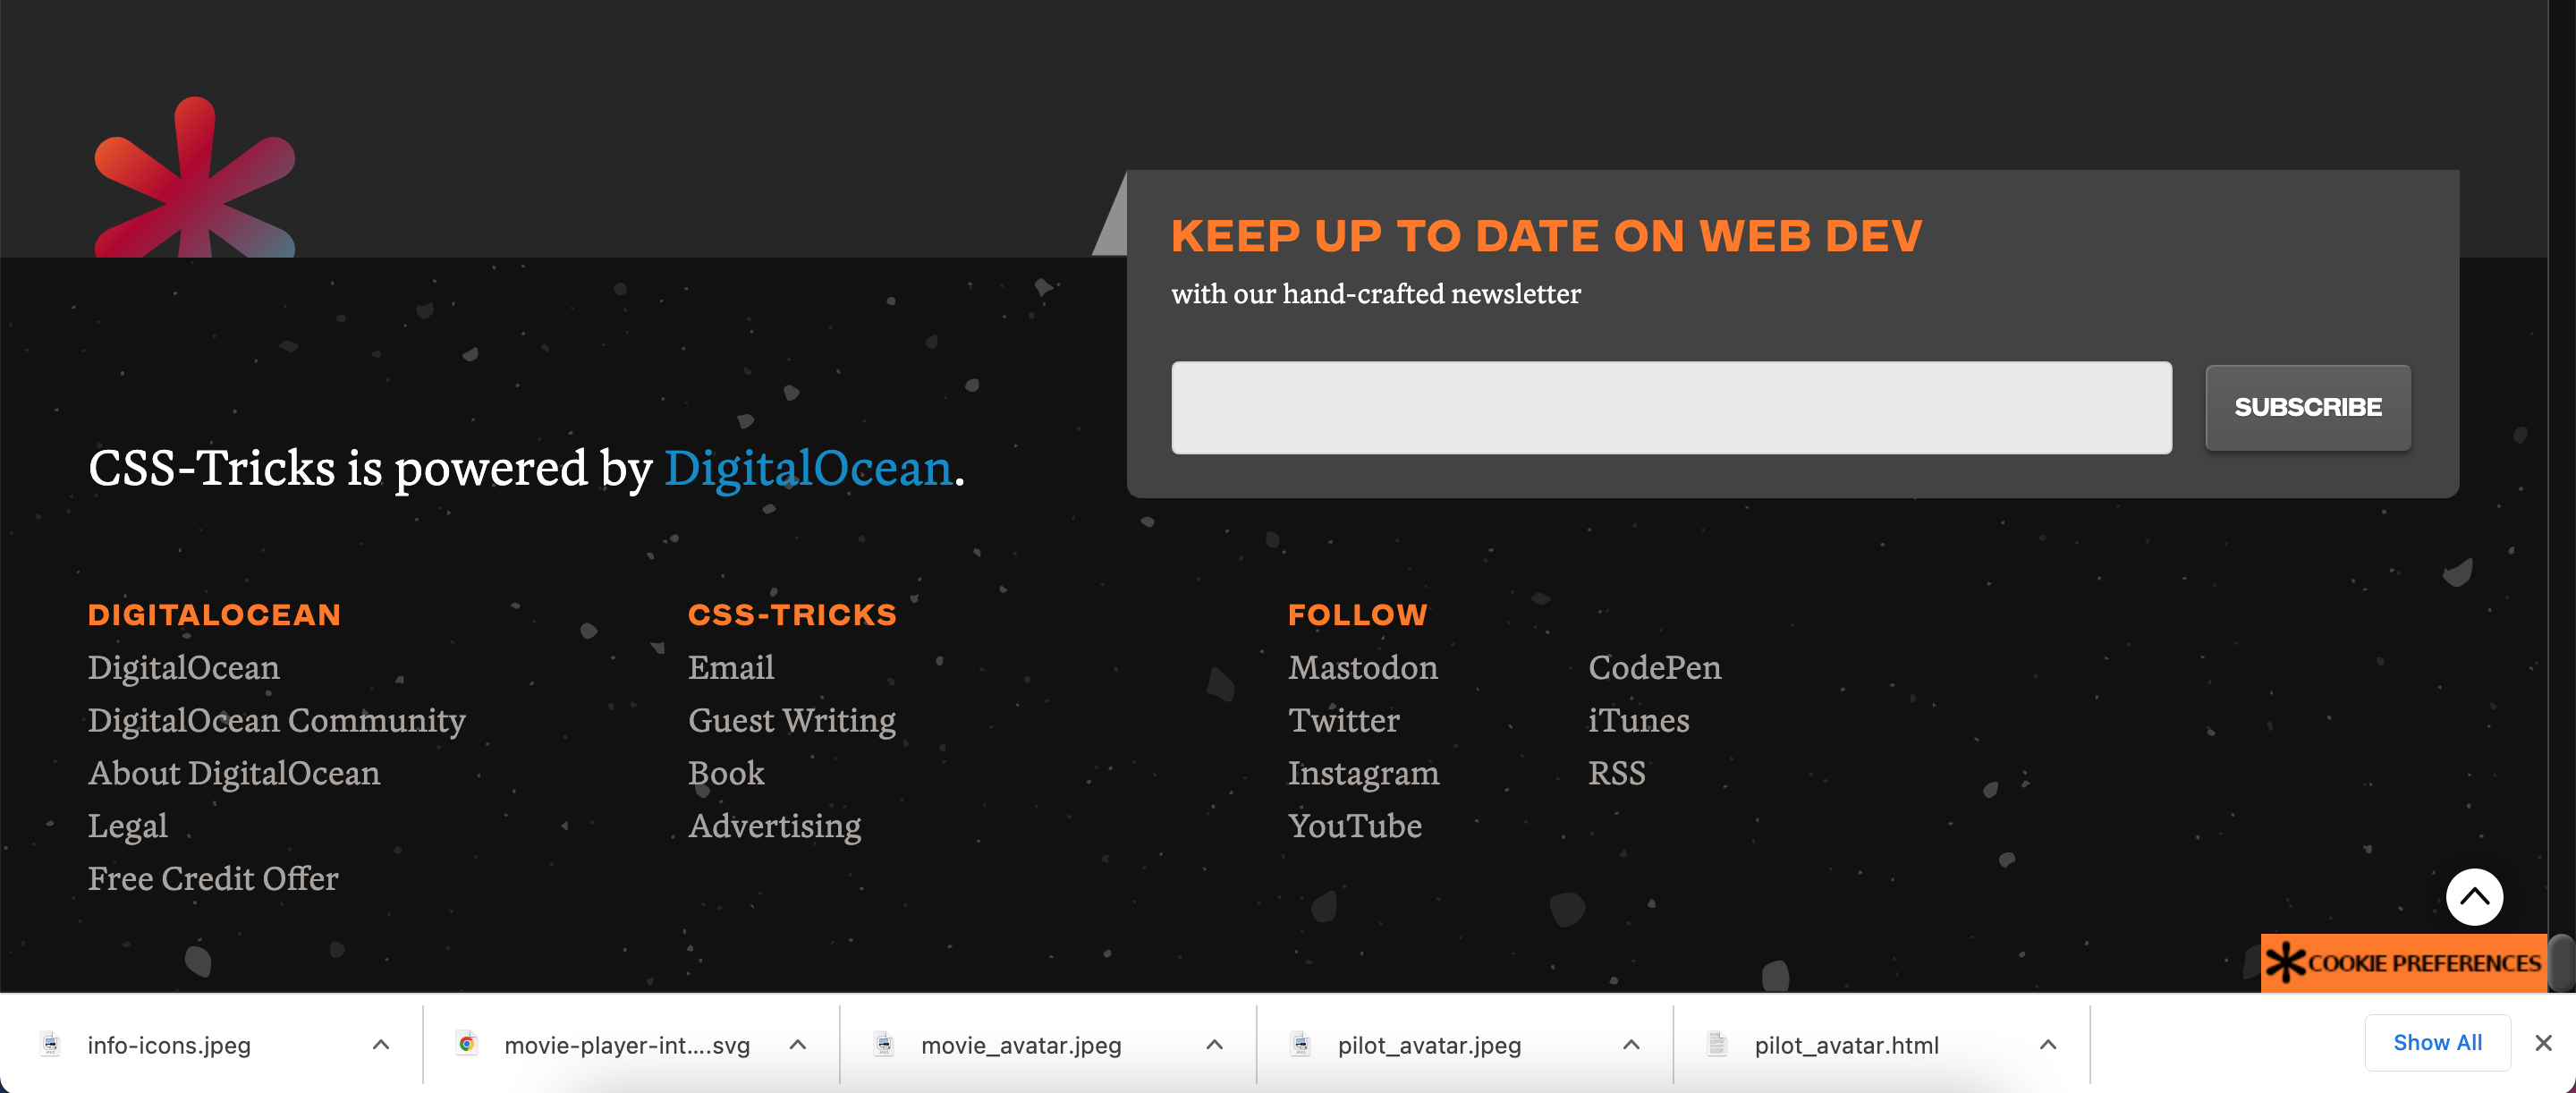 KEEP UP TO DATE ON WEB DEV
with our hand-crafted newsletter
SUBSCRIBE
CSS-Tricks is powered by DigitalOcean.
DIGITALOCEAN
DigitalOcean
DigitalOcean Community
About DigitalOcean
Legal
Free Credit Offer
CSS-TRICKS
Email
Guest Writing
Book
Advertising
FOLLOW
Mastodon
Twitter
Instagram
YouTube
CodePen
iTunes
RSS
COOKIE PREFERENCES
info-icons.jpeg
movie-player-int....svg
movie_avatar.jpeg
pilot_avatar.jpeg
pilot_avatar.html
Show All